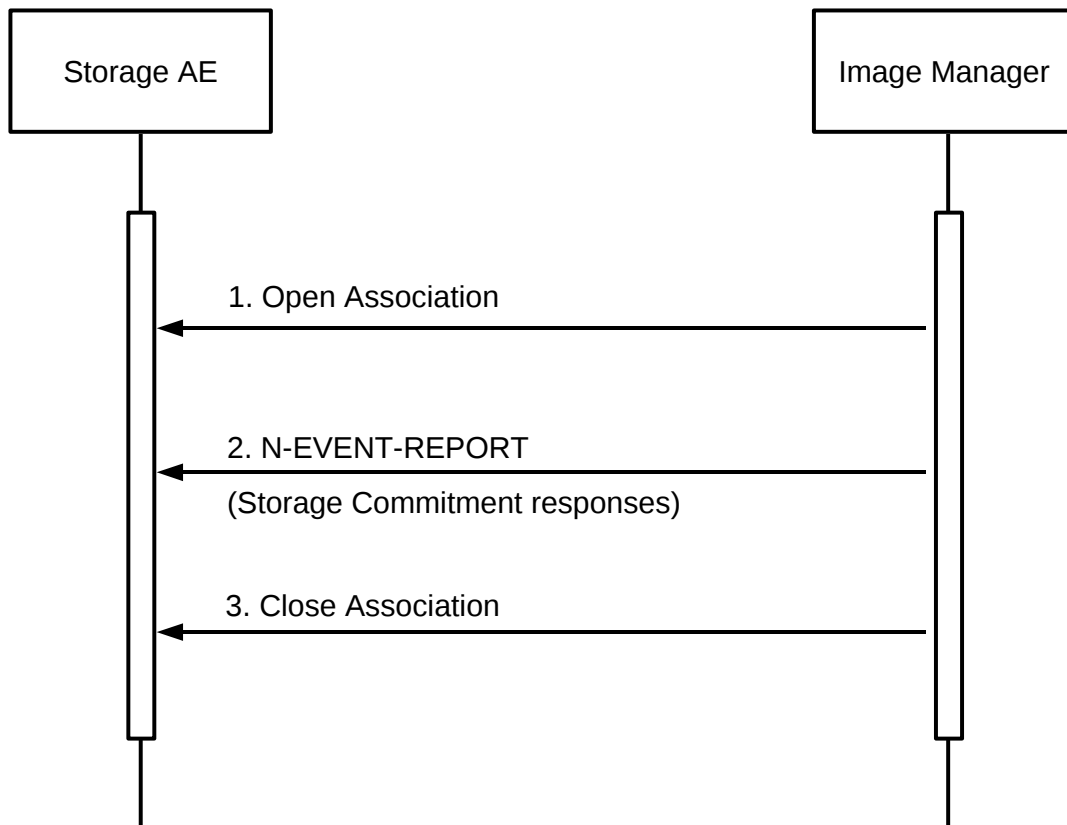 Storage AE
Image Manager
1. Open Association
2. N-EVENT-REPORT
(Storage Commitment responses)
3. Close Association